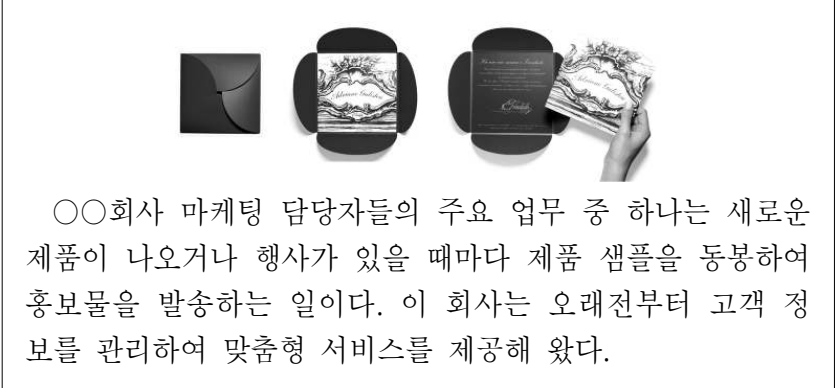 Adriane Galisteu
○○회사 마케팅 담당자들의 주요 업무 중 하나는 새로운
제품이 나오거나 행사가 있을 때마다 제품 샘플을 동봉하여
홍보물을 발송하는 일이다. 이 회사는 오래전부터 고객 정
보를 관리하여 맞춤형 서비스를 제공해 왔다.